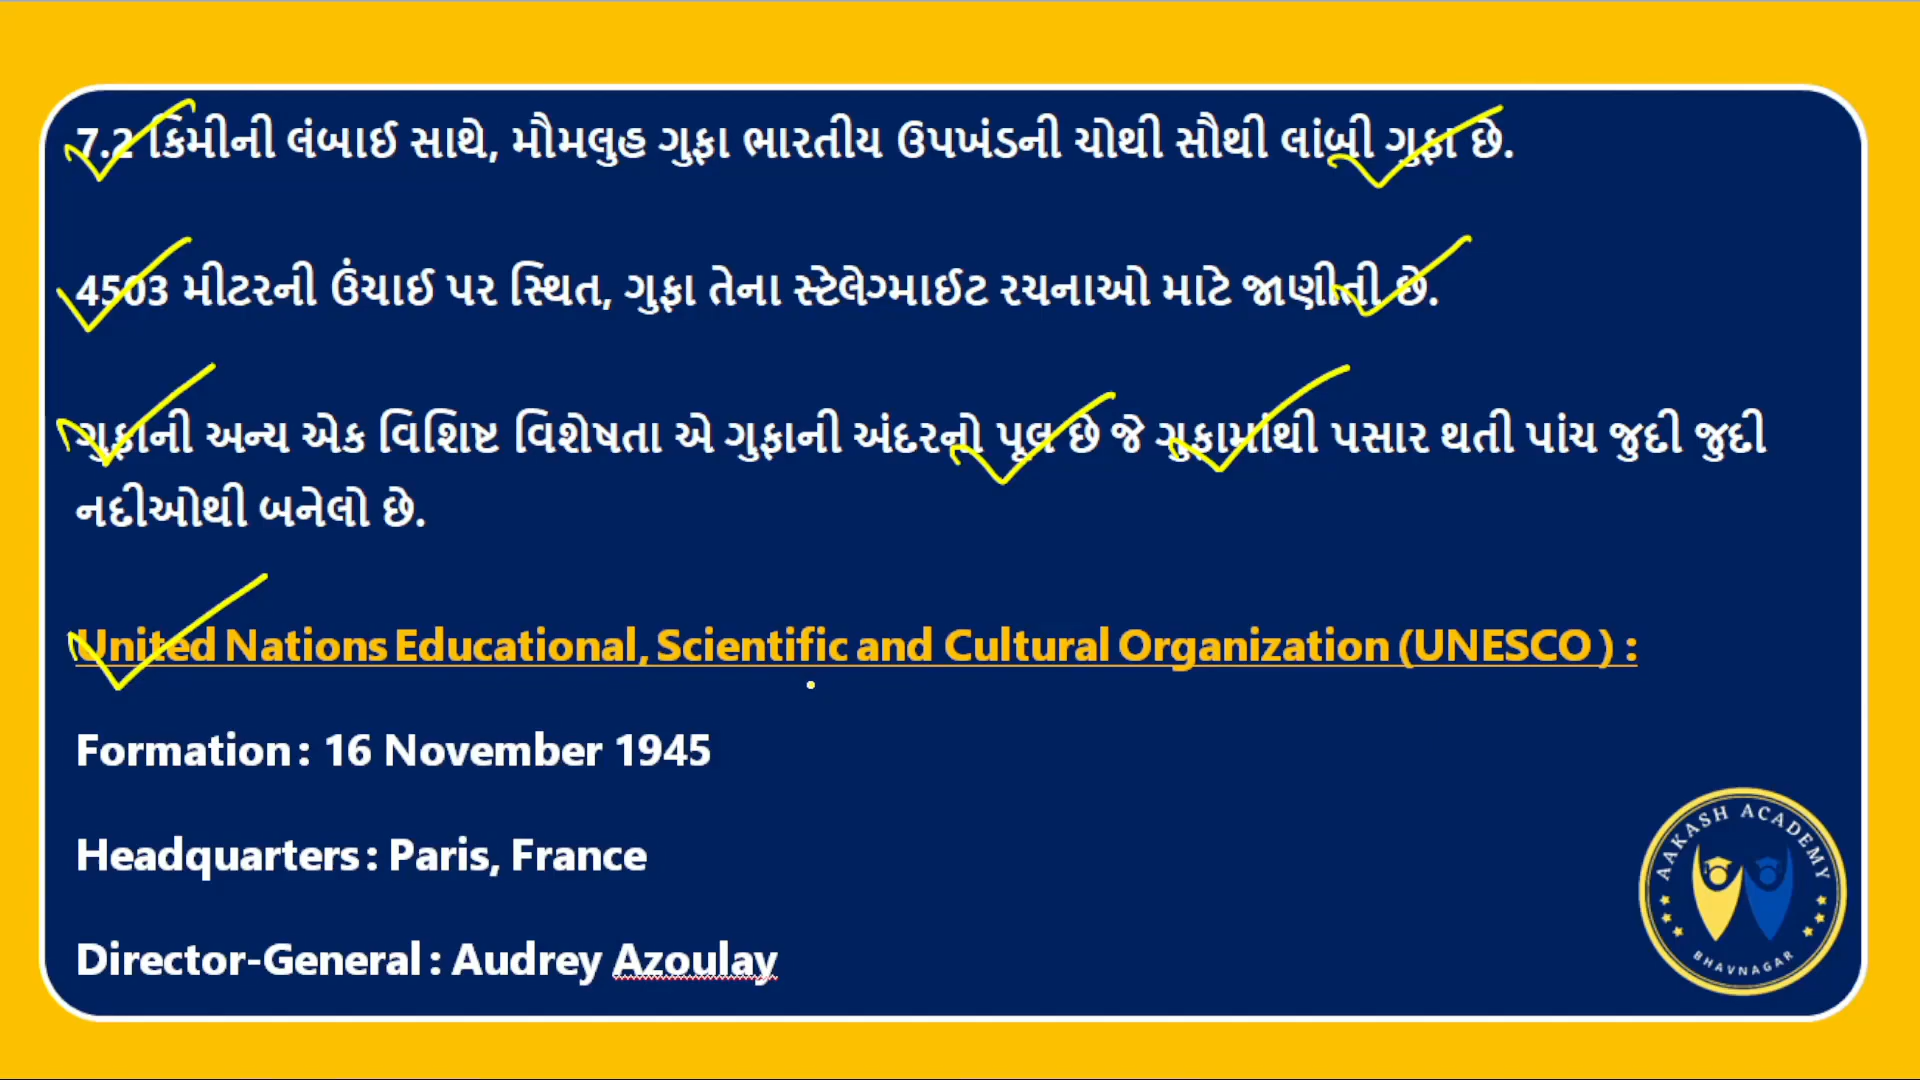 7.2 કિમીની લંબાઈ સાથે, મૌમલુહ ગુફા ભારતીય ઉપખંડની ચોથી સૌથી લાંબી ગુફા છે.
4503 મીટરની ઉંચાઈ પર સ્થિત, ગુફા તેના સ્ટેલેગ્માઈટ રચનાઓ માટે જાણીતી છે.
ગુફાની અન્ય એક વિશિષ્ટ વિશેષતા એ ગુફાની અંદરનો પૂલ છે જે ગુફામાંથી પસાર થતી પાંચ જુદી જુદી
નદીઓથી બનેલો છે.
United Nations Educational, Scientific and Cultural Organization (UNESCO ) :
Formation : 16 November 1945
Headquarters : Paris, France
Director-General : Audrey Azoulay
AAKASH ACADEMY
BHAVNAGAR